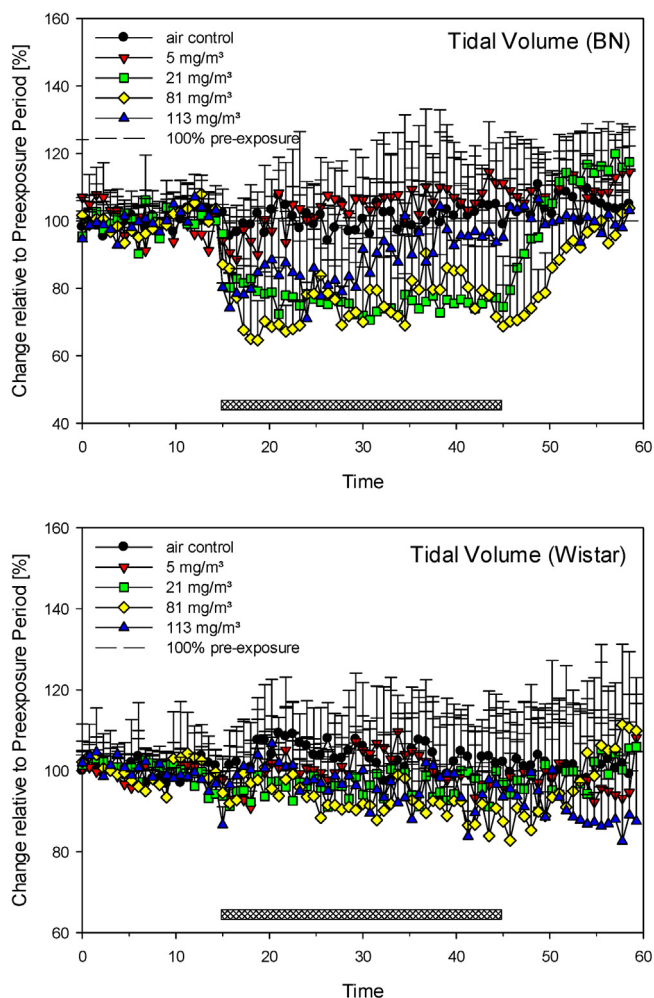 Tidal Volume (BN)
air control
5 mg/m³
21 mg/m³
81 mg/m³
113 mg/m³
100% pre-exposure
Change relative to Preexposure Period [%]
160
140
120
100
80
60
40
0 10 20 30 40 50 60
Time
Tidal Volume (Wistar)
air control
5 mg/m³
21 mg/m³
81 mg/m³
113 mg/m³
100% pre-exposure
Change relative to Preexposure Period [%]
160
140
120
100
80
60
0 10 20 30 40 50 60
Time